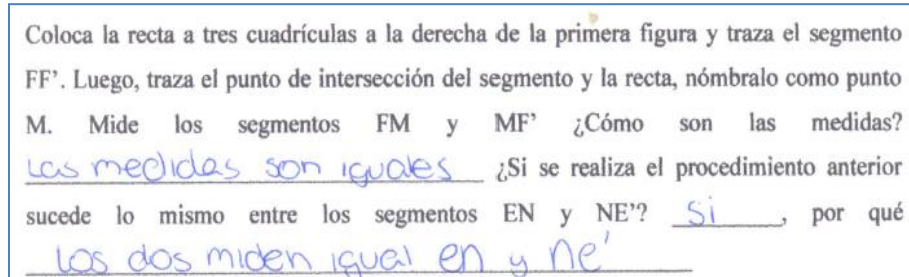 Coloca la recta a tres cuadrículas a la derecha de la primera figura y traza el segmento
FF’. Luego, traza el punto de intersección del segmento y la recta, nómbralo como punto
M. Mide los segmentos FM y MF’ ¿Cómo son las medidas?
Las medidas son iguales ¿Si se realiza el procedimiento anterior
sucede lo mismo entre los segmentos EN y NE’? Si, por qué
los dos miden igual en y ne'